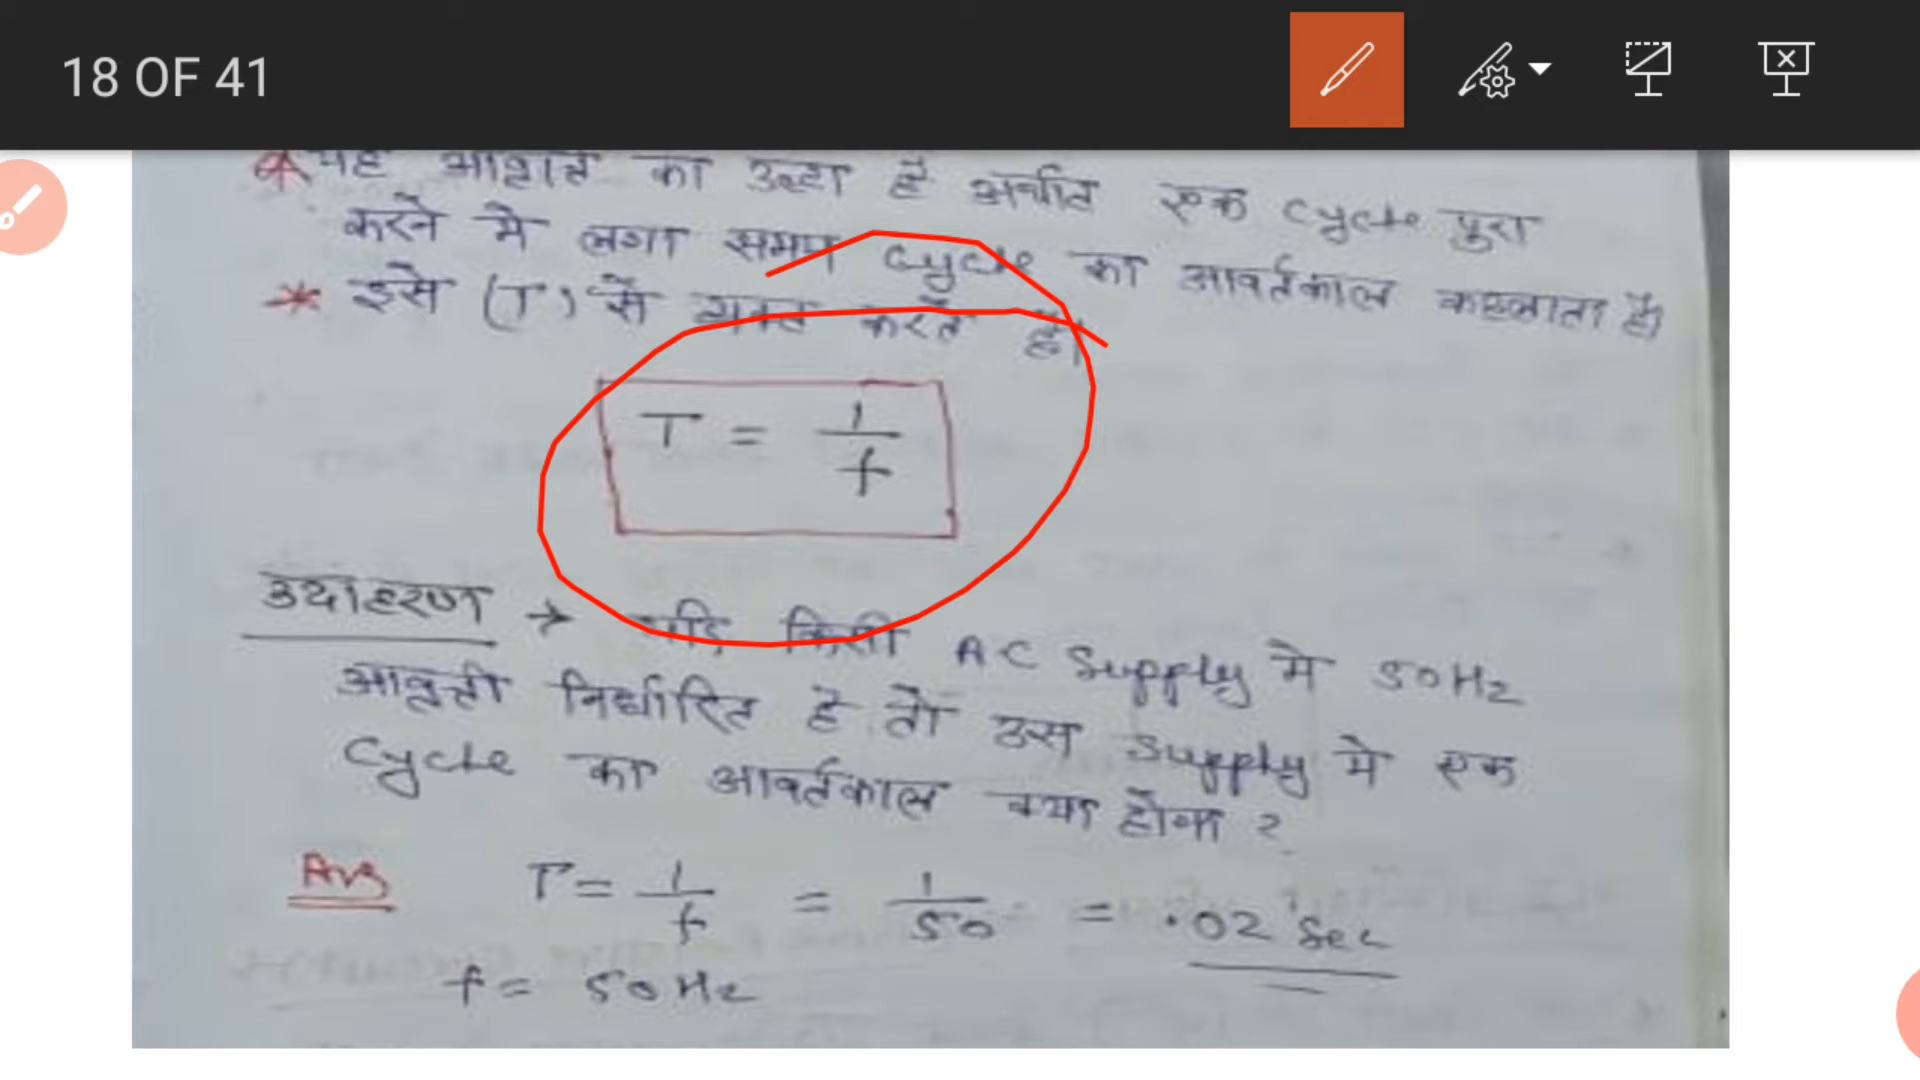 18 OF 41
यह आवृति का उल्टा है अर्थात एक cycle पुरा
करने मे लगा समय cycle का आवर्तकाल कहलाता है।
* इसे (T) से व्यक्त करते है।
T = 1/f
उदाहरण → यदि किसी AC Supply मे 50Hz
आवृत्ती निर्धारित है तो उस Supply मे एक
Cycle का आवर्तकाल क्या होगा ?
Ans T = 1/f = 1/50 = .02 Sec
f = 50Hz